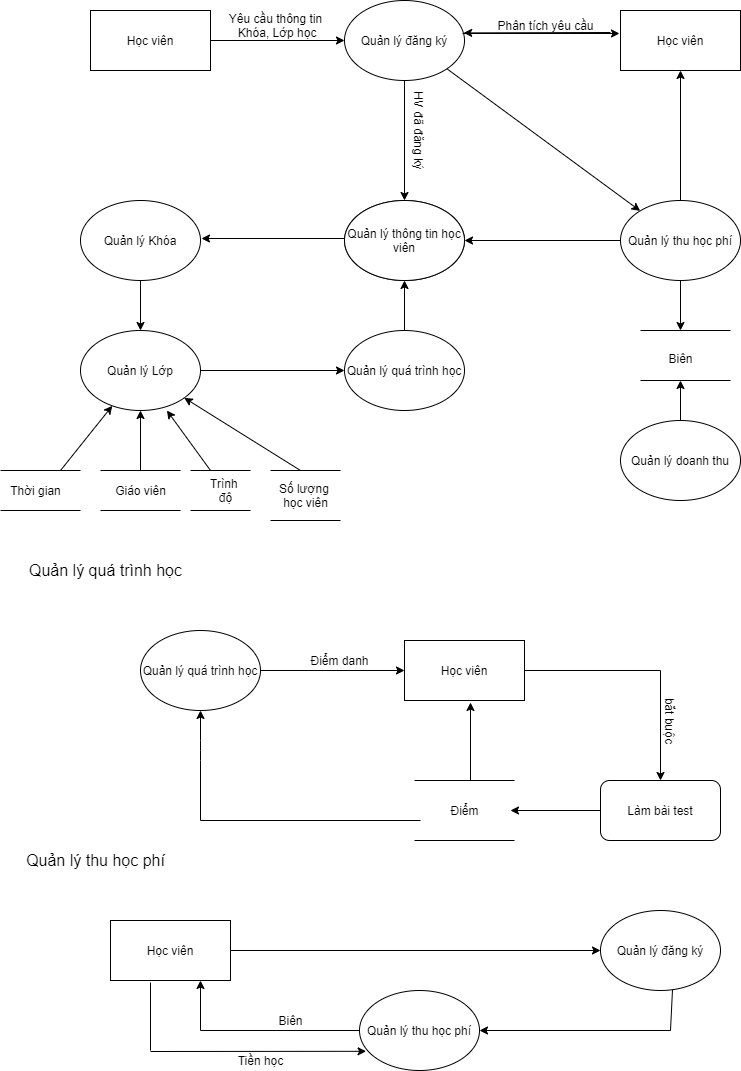 Học viên
Yêu cầu thông tin
Khóa, Lớp học
Quản lý đăng ký
Phân tích yêu cầu
Học viên
HV đã đăng ký
Quản lý Khóa
Quản lý thông tin học
viên
Quản lý thu học phí
Quản lý Lớp
Quản lý quá trình học
Biên
Quản lý doanh thu
Thời gian
Giáo viên
Trình
độ
Số lượng
học viên
Quản lý quá trình học
Quản lý quá trình học
Điểm danh
Học viên
bắt buộc
Điểm
Làm bài test
Quản lý thu học phí
Học viên
Quản lý đăng ký
Biên
Quản lý thu học phí
Tiền học